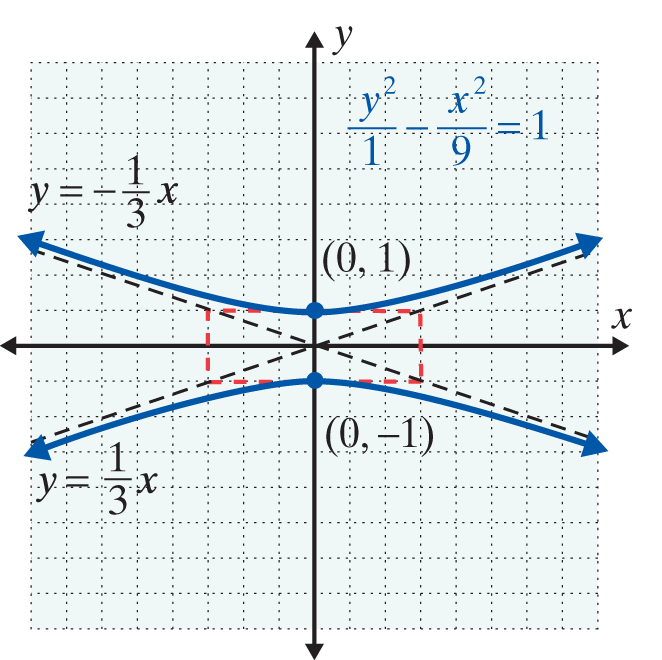 y
y²/1 − x²/9 = 1
y = −1/3 x
(0, 1)
x
(0, −1)
y = 1/3 x